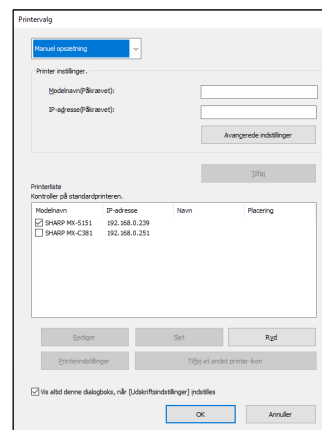 Printervalg
Manuel opsætning
Printer instillinger.
Modelnavn(Påkrævet):
IP-adresse(Påkrævet):
Avancerede indstillinger
Tilføj
Printerliste
Kontroller på standardprinteren.
Modelnavn IP-adresse Navn Placering
SHARP MX-5151 192.168.0.239
SHARP MX-C381 192.168.0.251
Rediger Slet Ryd
Printerindstillinger Tilføj et andet printer-ikon
Vis altid denne dialogboks, når [Udskriftsindstillinger] indstilles
OK Annuller